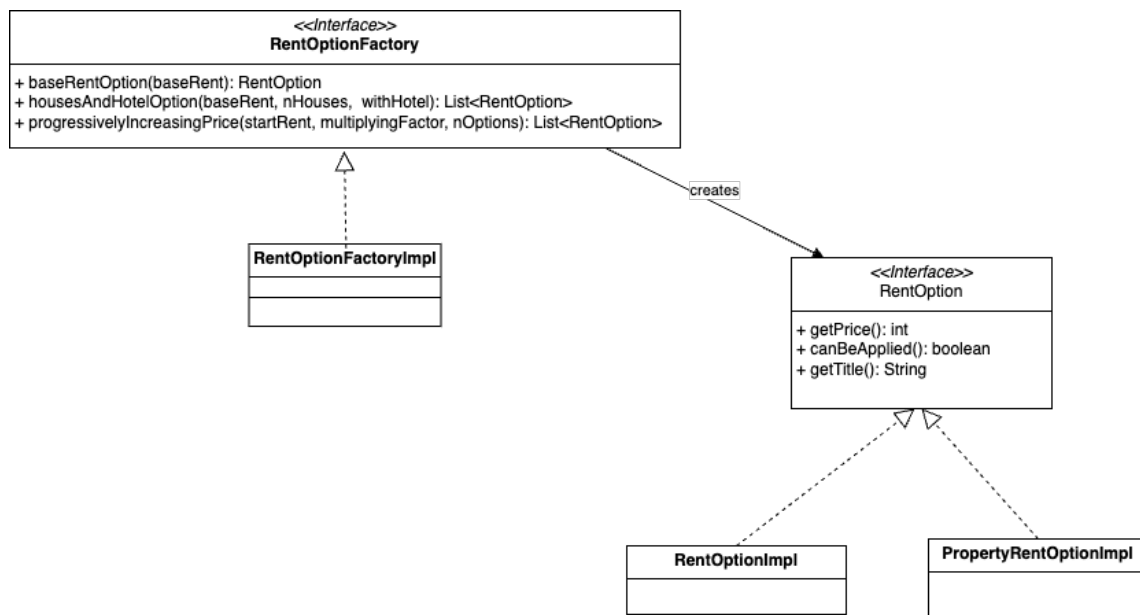 <<Interface>>
RentOptionFactory
+ baseRentOption(baseRent): RentOption
+ housesAndHotelOption(baseRent, nHouses,  withHotel): List<RentOption>
+ progressivelyIncreasingPrice(startRent, multiplyingFactor, nOptions): List<RentOption>
creates
RentOptionFactoryImpl
<<Interface>>
RentOption
+ getPrice(): int
+ canBeApplied(): boolean
+ getTitle(): String
RentOptionImpl
PropertyRentOptionImpl